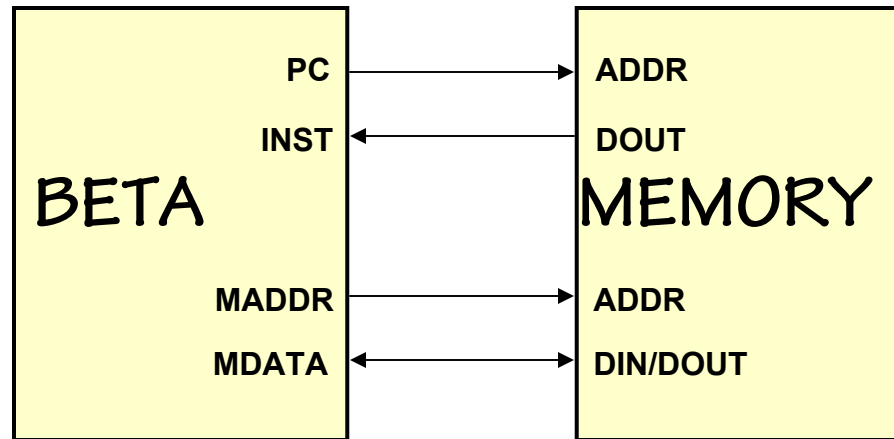 PC ADDR
INST DOUT
BETA MEMORY
MADDR ADDR
MDATA DIN/DOUT